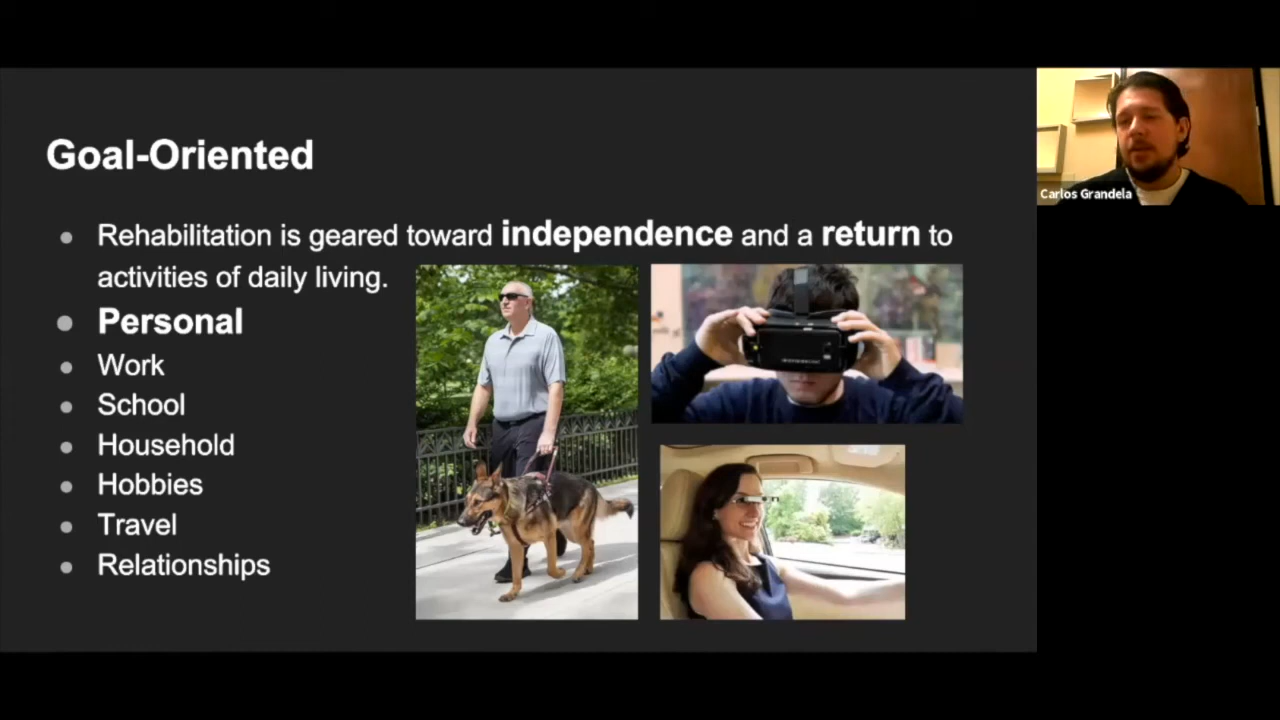 Goal-Oriented
Rehabilitation is geared toward independence and a return to
activities of daily living.
Personal
Work
School
Household
Hobbies
Travel
Relationships
Carlos Grandela